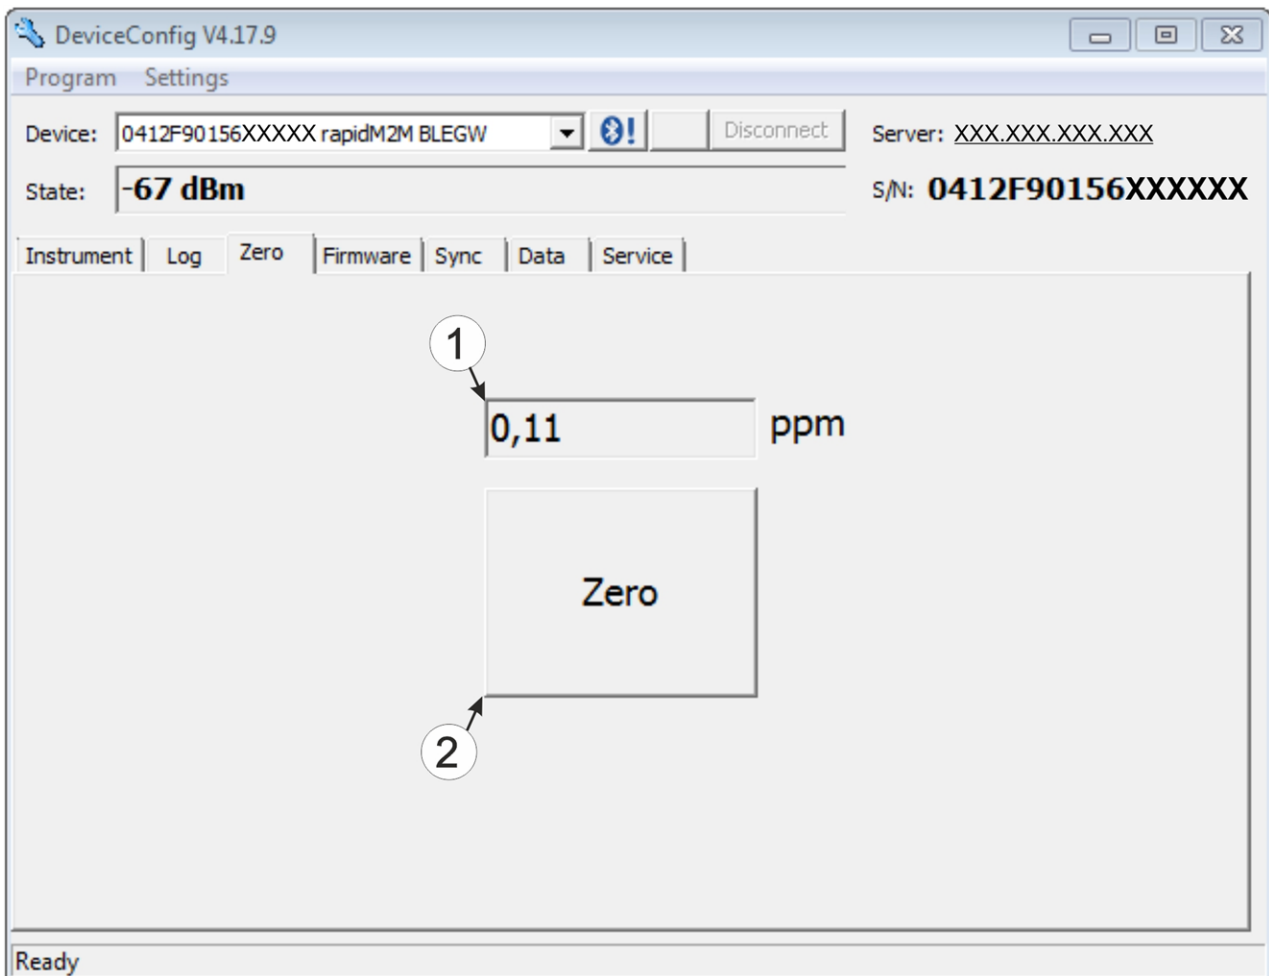 DeviceConfig V4.17.9
Program Settings
Device: 0412F90156XXXXX rapidM2M BLEGW ! Disconnect Server: XXX.XXX.XXX.XXX
State: -67 dBm S/N: 0412F90156XXXXXX
Instrument Log Zero Firmware Sync Data Service
1
0,11 ppm
Zero
2
Ready